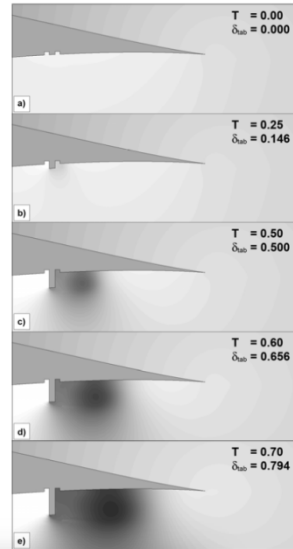 T = 0.00
δtab = 0.000
a)
T = 0.25
δtab = 0.146
b)
T = 0.50
δtab = 0.500
c)
T = 0.60
δtab = 0.656
d)
T = 0.70
δtab = 0.794
e)